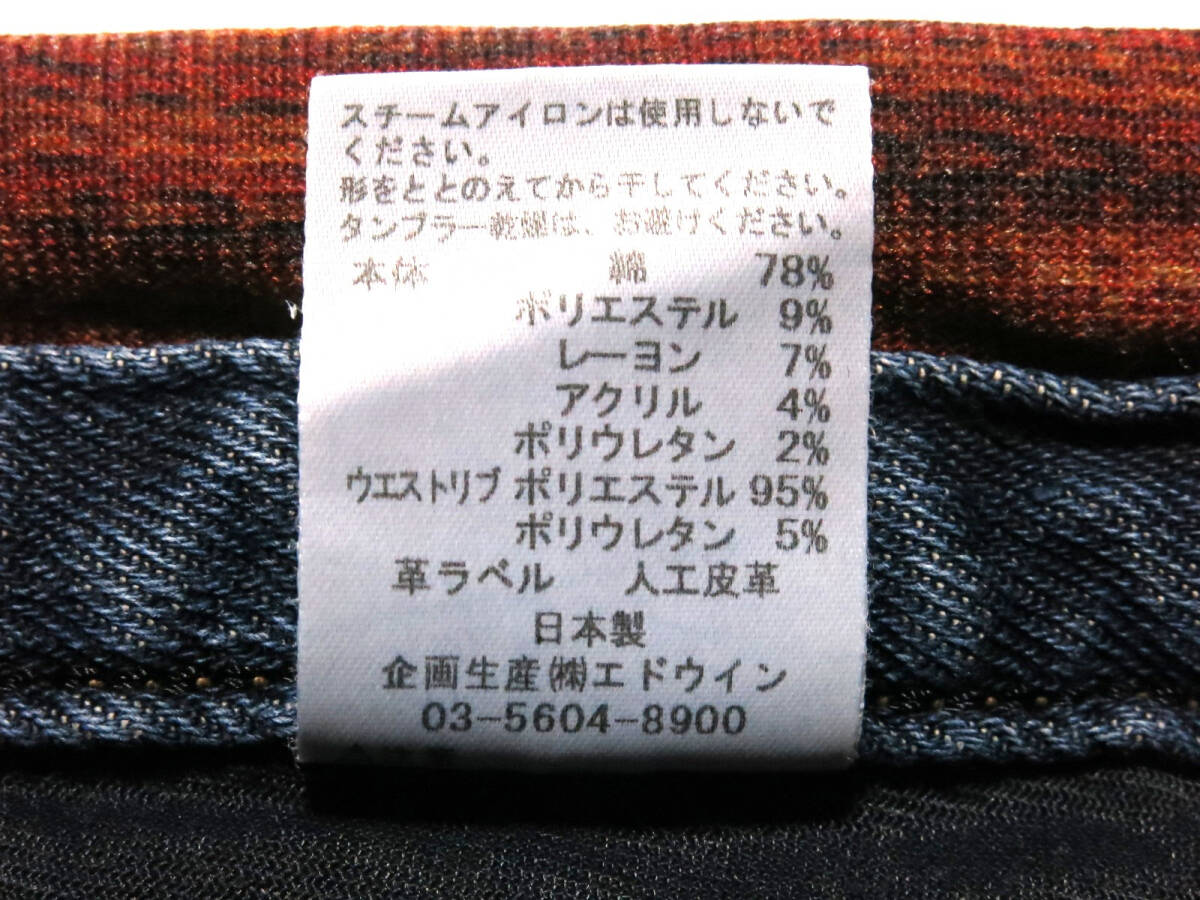 スチームアイロンは使用しないで
ください。
形をととのえてから干してください。
タンブラー乾燥は、お避けください。
本体 綿 78%
ポリエステル 9%
レーヨン 7%
アクリル 4%
ポリウレタン 2%
ウエストリブ ポリエステル 95%
ポリウレタン 5%
革ラベル 人工皮革
日本製
企画生産㈱エドウイン
03-5604-8900